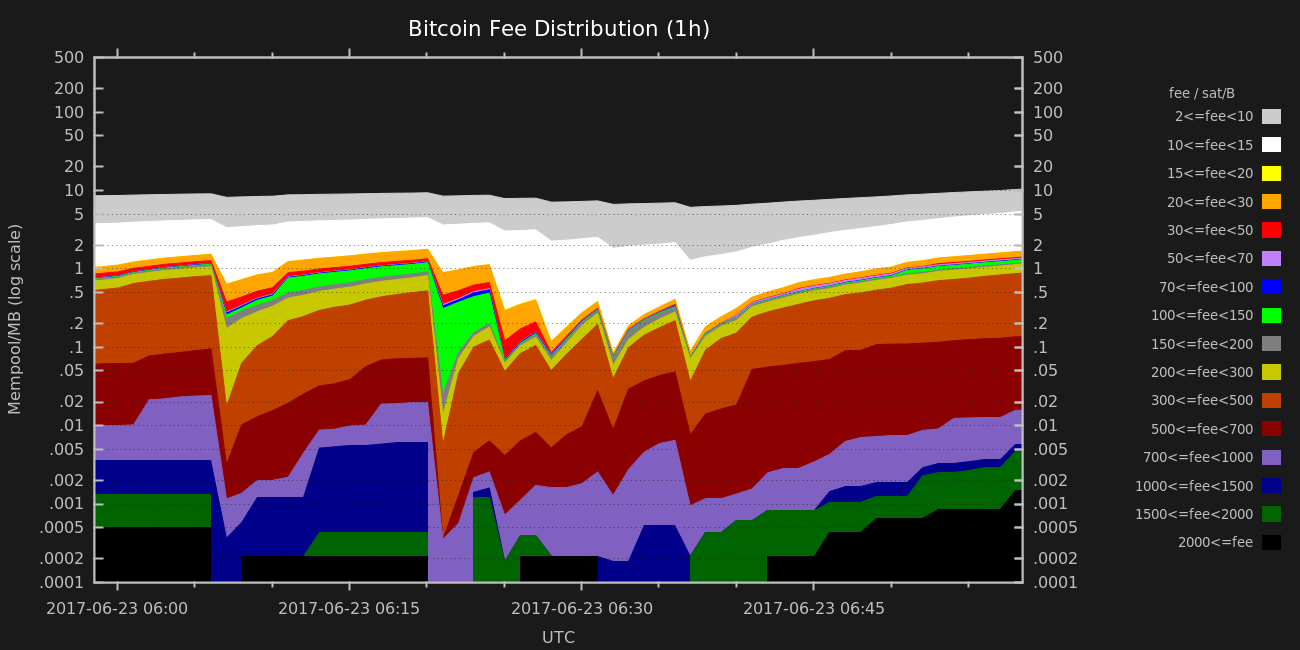 Bitcoin Fee Distribution (1h)
Mempool/MB (log scale)
500 500
200 200
100 100
50 50
20 20
10 10
5 5
2 2
1 1
.5 .5
.2 .2
.1 .1
.05 .05
.02 .02
.01 .01
.005 .005
.002 .002
.001 .001
.0005 .0005
.0002 .0002
.0001 .0001
2017-06-23 06:00 2017-06-23 06:15 2017-06-23 06:30 2017-06-23 06:45
UTC
fee / sat/B
2<=fee<10
10<=fee<15
15<=fee<20
20<=fee<30
30<=fee<50
50<=fee<70
70<=fee<100
100<=fee<150
150<=fee<200
200<=fee<300
300<=fee<500
500<=fee<700
700<=fee<1000
1000<=fee<1500
1500<=fee<2000
2000<=fee